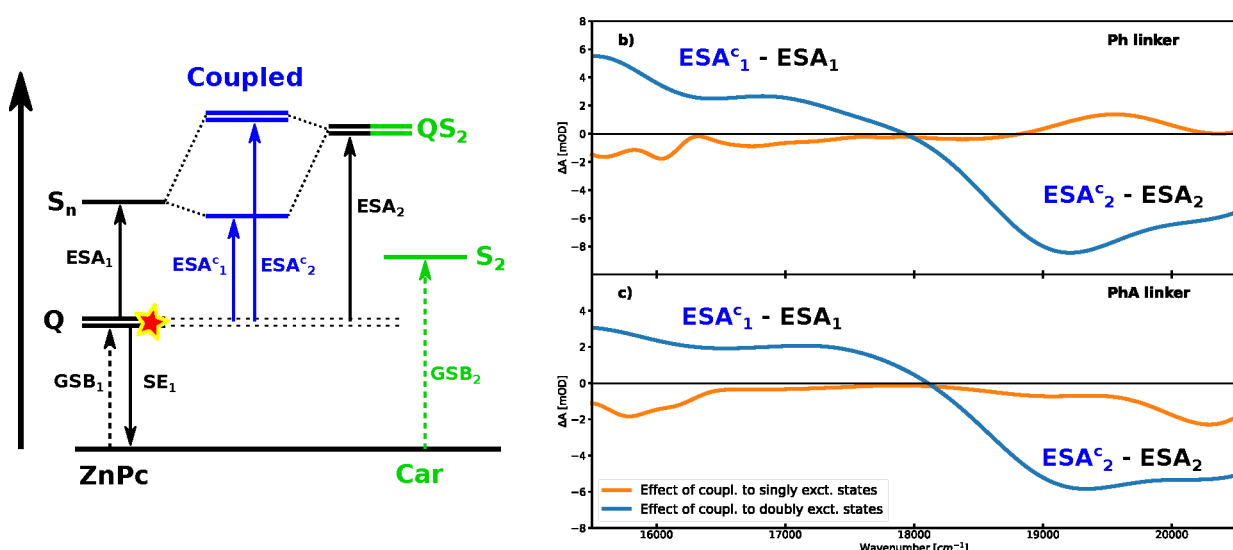 Coupled
QS₂
Sₙ
ESA₂
ESA₁
ESAᶜ₁
ESAᶜ₂
S₂
Q
GSB₁
SE₁
GSB₂
ZnPc
Car
b)
Ph linker
ESAᶜ₁ - ESA₁
ESAᶜ₂ - ESA₂
ΔA [mOD]
8
6
4
2
0
−2
−4
−6
−8
c)
PhA linker
ESAᶜ₁ - ESA₁
ESAᶜ₂ - ESA₂
ΔA [mOD]
4
2
0
−2
−4
−6
−8
Effect of coupl. to singly exct. states
Effect of coupl. to doubly exct. states
16000 17000 18000 19000 20000
Wavenumber [cm⁻¹]